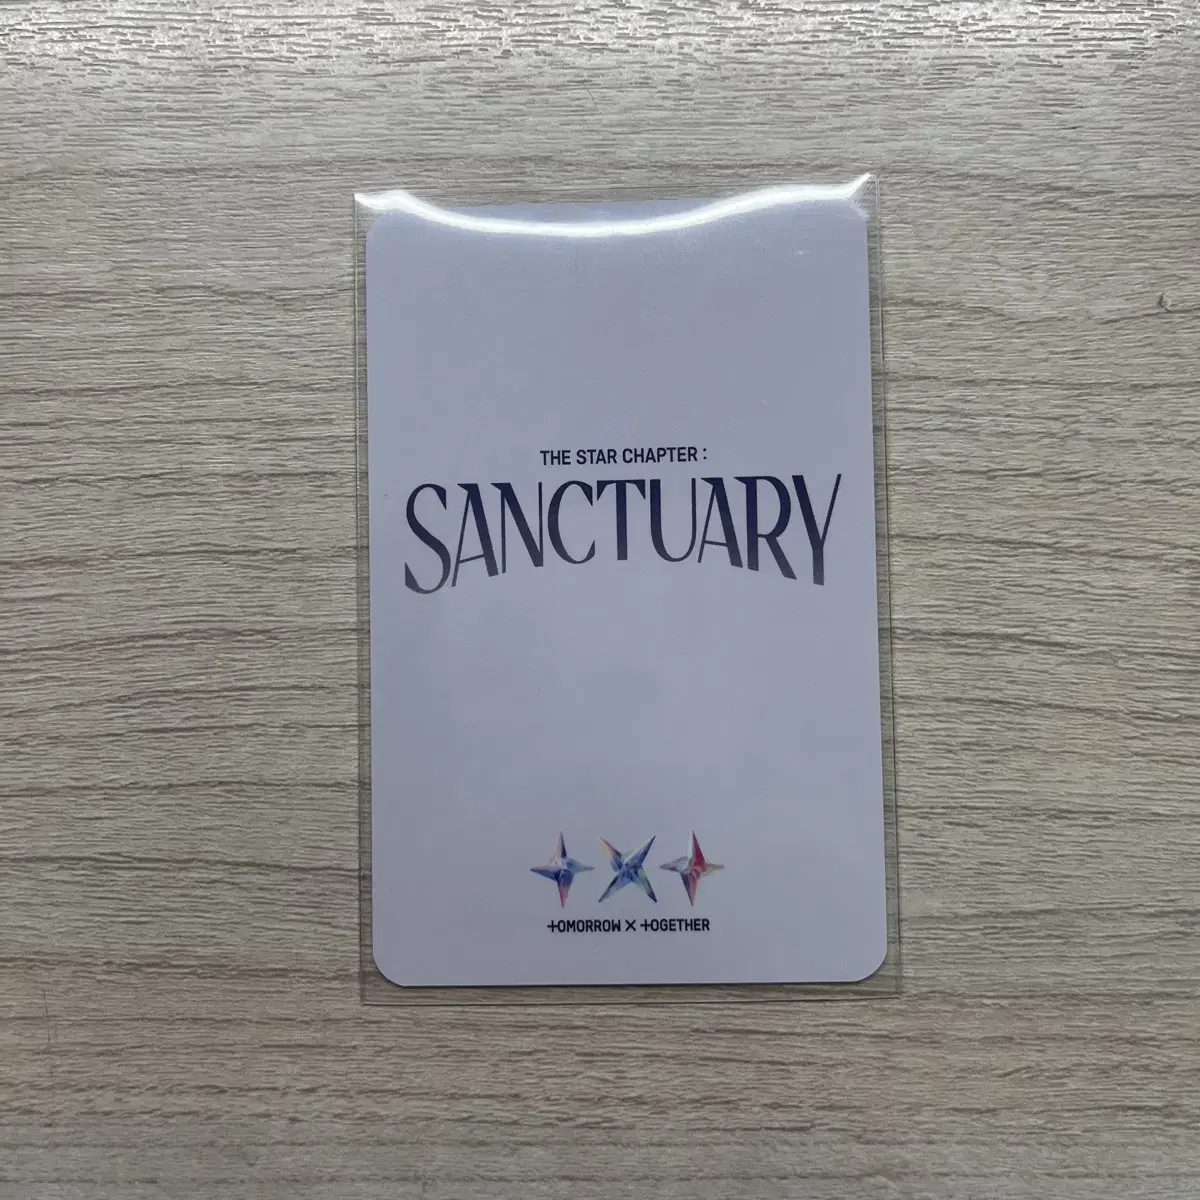 THE STAR CHAPTER :
SANCTUARY
TOMORROW X TOGETHER